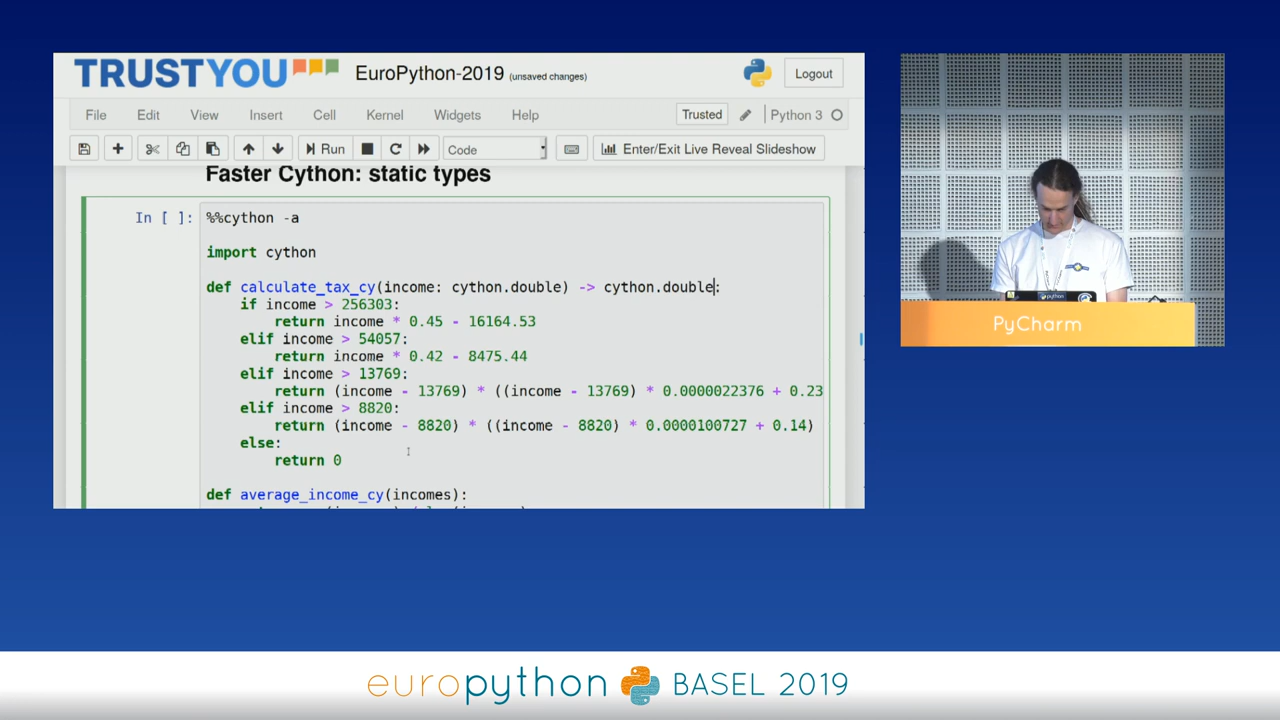 TRUSTYOU EuroPython-2019 (unsaved changes) Logout
File Edit View Insert Cell Kernel Widgets Help Trusted Python 3
Run Code Enter/Exit Live Reveal Slideshow
Faster Cython: static types
In [ ]: %%cython -a
import cython
def calculate_tax_cy(income: cython.double) -> cython.double:
if income > 256303:
return income * 0.45 - 16164.53
elif income > 54057:
return income * 0.42 - 8475.44
elif income > 13769:
return (income - 13769) * ((income - 13769) * 0.0000022376 + 0.23
elif income > 8820:
return (income - 8820) * ((income - 8820) * 0.0000100727 + 0.14)
else:
return 0
def average_income_cy(incomes):
PyCharm
europython BASEL 2019